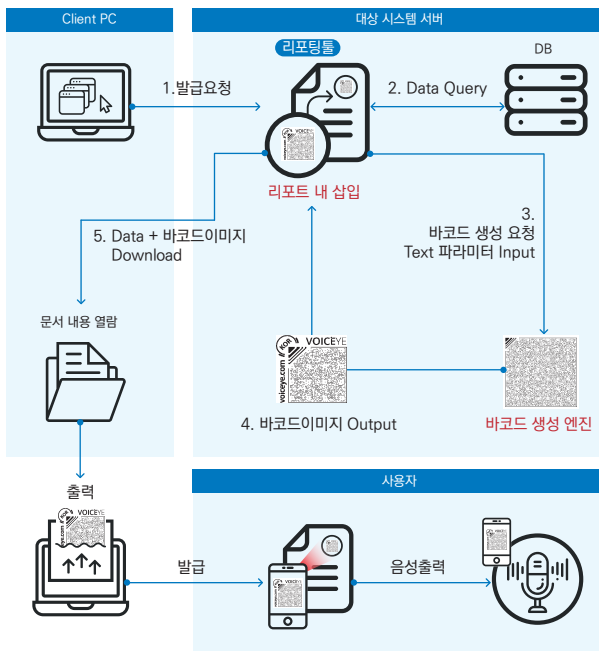 Client PC
대상 시스템 서버
리포팅툴
DB
1.발급요청
2. Data Query
VOICEYE
리포트 내 삽입
3.
바코드 생성 요청
Text 파라미터 Input
5. Data + 바코드이미지
Download
문서 내용 열람
KOR
VOICEYE
voiceye.com
4. 바코드이미지 Output
바코드 생성 엔진
출력
사용자
KOR
VOICEYE
voiceye.com
발급
VOICEYE
음성출력